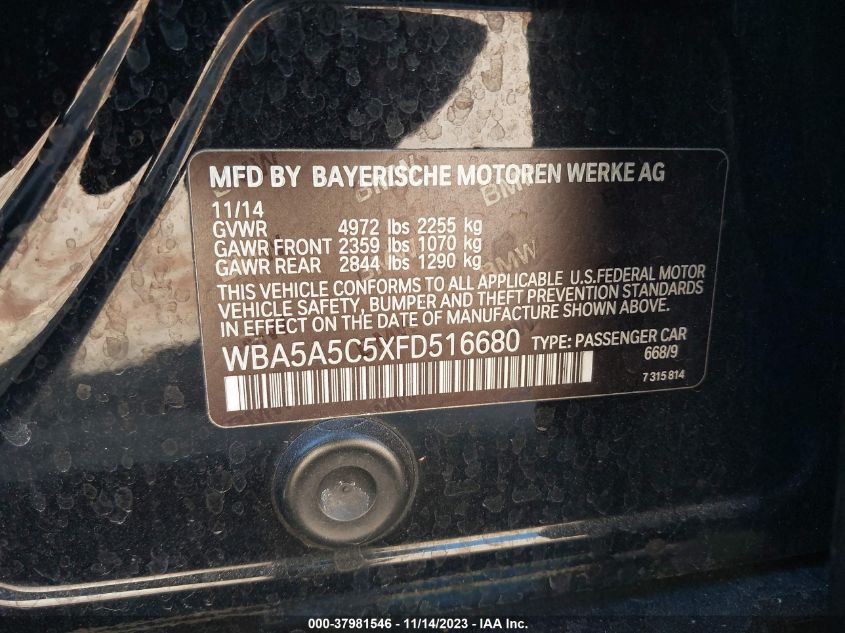 MFD BY BAYERISCHE MOTOREN WERKE AG
11/14
GVWR 4972 lbs 2255 kg
GAWR FRONT 2359 lbs 1070 kg
GAWR REAR 2844 lbs 1290 kg
THIS VEHICLE CONFORMS TO ALL APPLICABLE U.S.FEDERAL MOTOR
VEHICLE SAFETY, BUMPER AND THEFT PREVENTION STANDARDS
IN EFFECT ON THE DATE OF MANUFACTURE SHOWN ABOVE.
WBA5A5C5XFD516680 TYPE: PASSENGER CAR
668/9
7 315 814
000-37981546 — 11/14/2023 — IAA Inc.